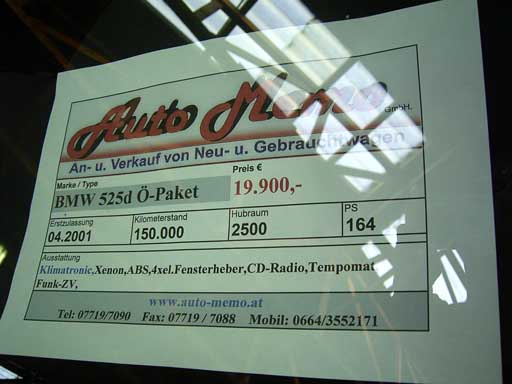 Auto Memo GmbH.
An- u. Verkauf von Neu- u. Gebrauchtwagen
Marke / Type Preis €
BMW 525d Ö-Paket 19.900,-
Erstzulassung Kilometerstand Hubraum PS
04.2001 150.000 2500 164
Ausstattung
Klimatronic,Xenon,ABS,4xel.Fensterheber,CD-Radio,Tempomat
Funk-ZV,
www.auto-memo.at
Tel: 07719/7090 Fax: 07719 / 7088 Mobil: 0664/3552171